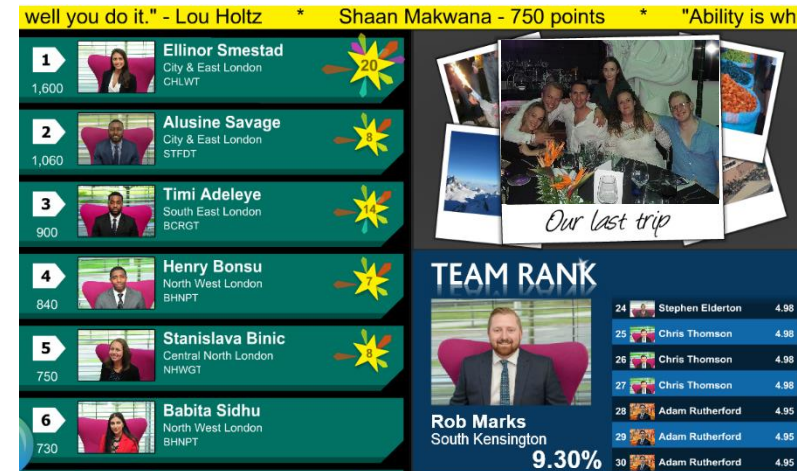 well you do it." - Lou Holtz * Shaan Makwana - 750 points * "Ability is wh
1
1,600
Ellinor Smestad
City & East London
CHLWT
20
2
1,060
Alusine Savage
City & East London
STFDT
8
3
900
Timi Adeleye
South East London
BCRGT
14
4
840
Henry Bonsu
North West London
BHNPT
7
5
750
Stanislava Binic
Central North London
NHWGT
8
6
730
Babita Sidhu
North West London
BHNPT
Our last trip
TEAM RANK
Rob Marks
South Kensington
9.30%
24 Stephen Elderton 4.98
25 Chris Thomson 4.98
26 Chris Thomson 4.98
27 Chris Thomson 4.98
28 Adam Rutherford 4.95
29 Adam Rutherford 4.95
30 Adam Rutherford 4.95